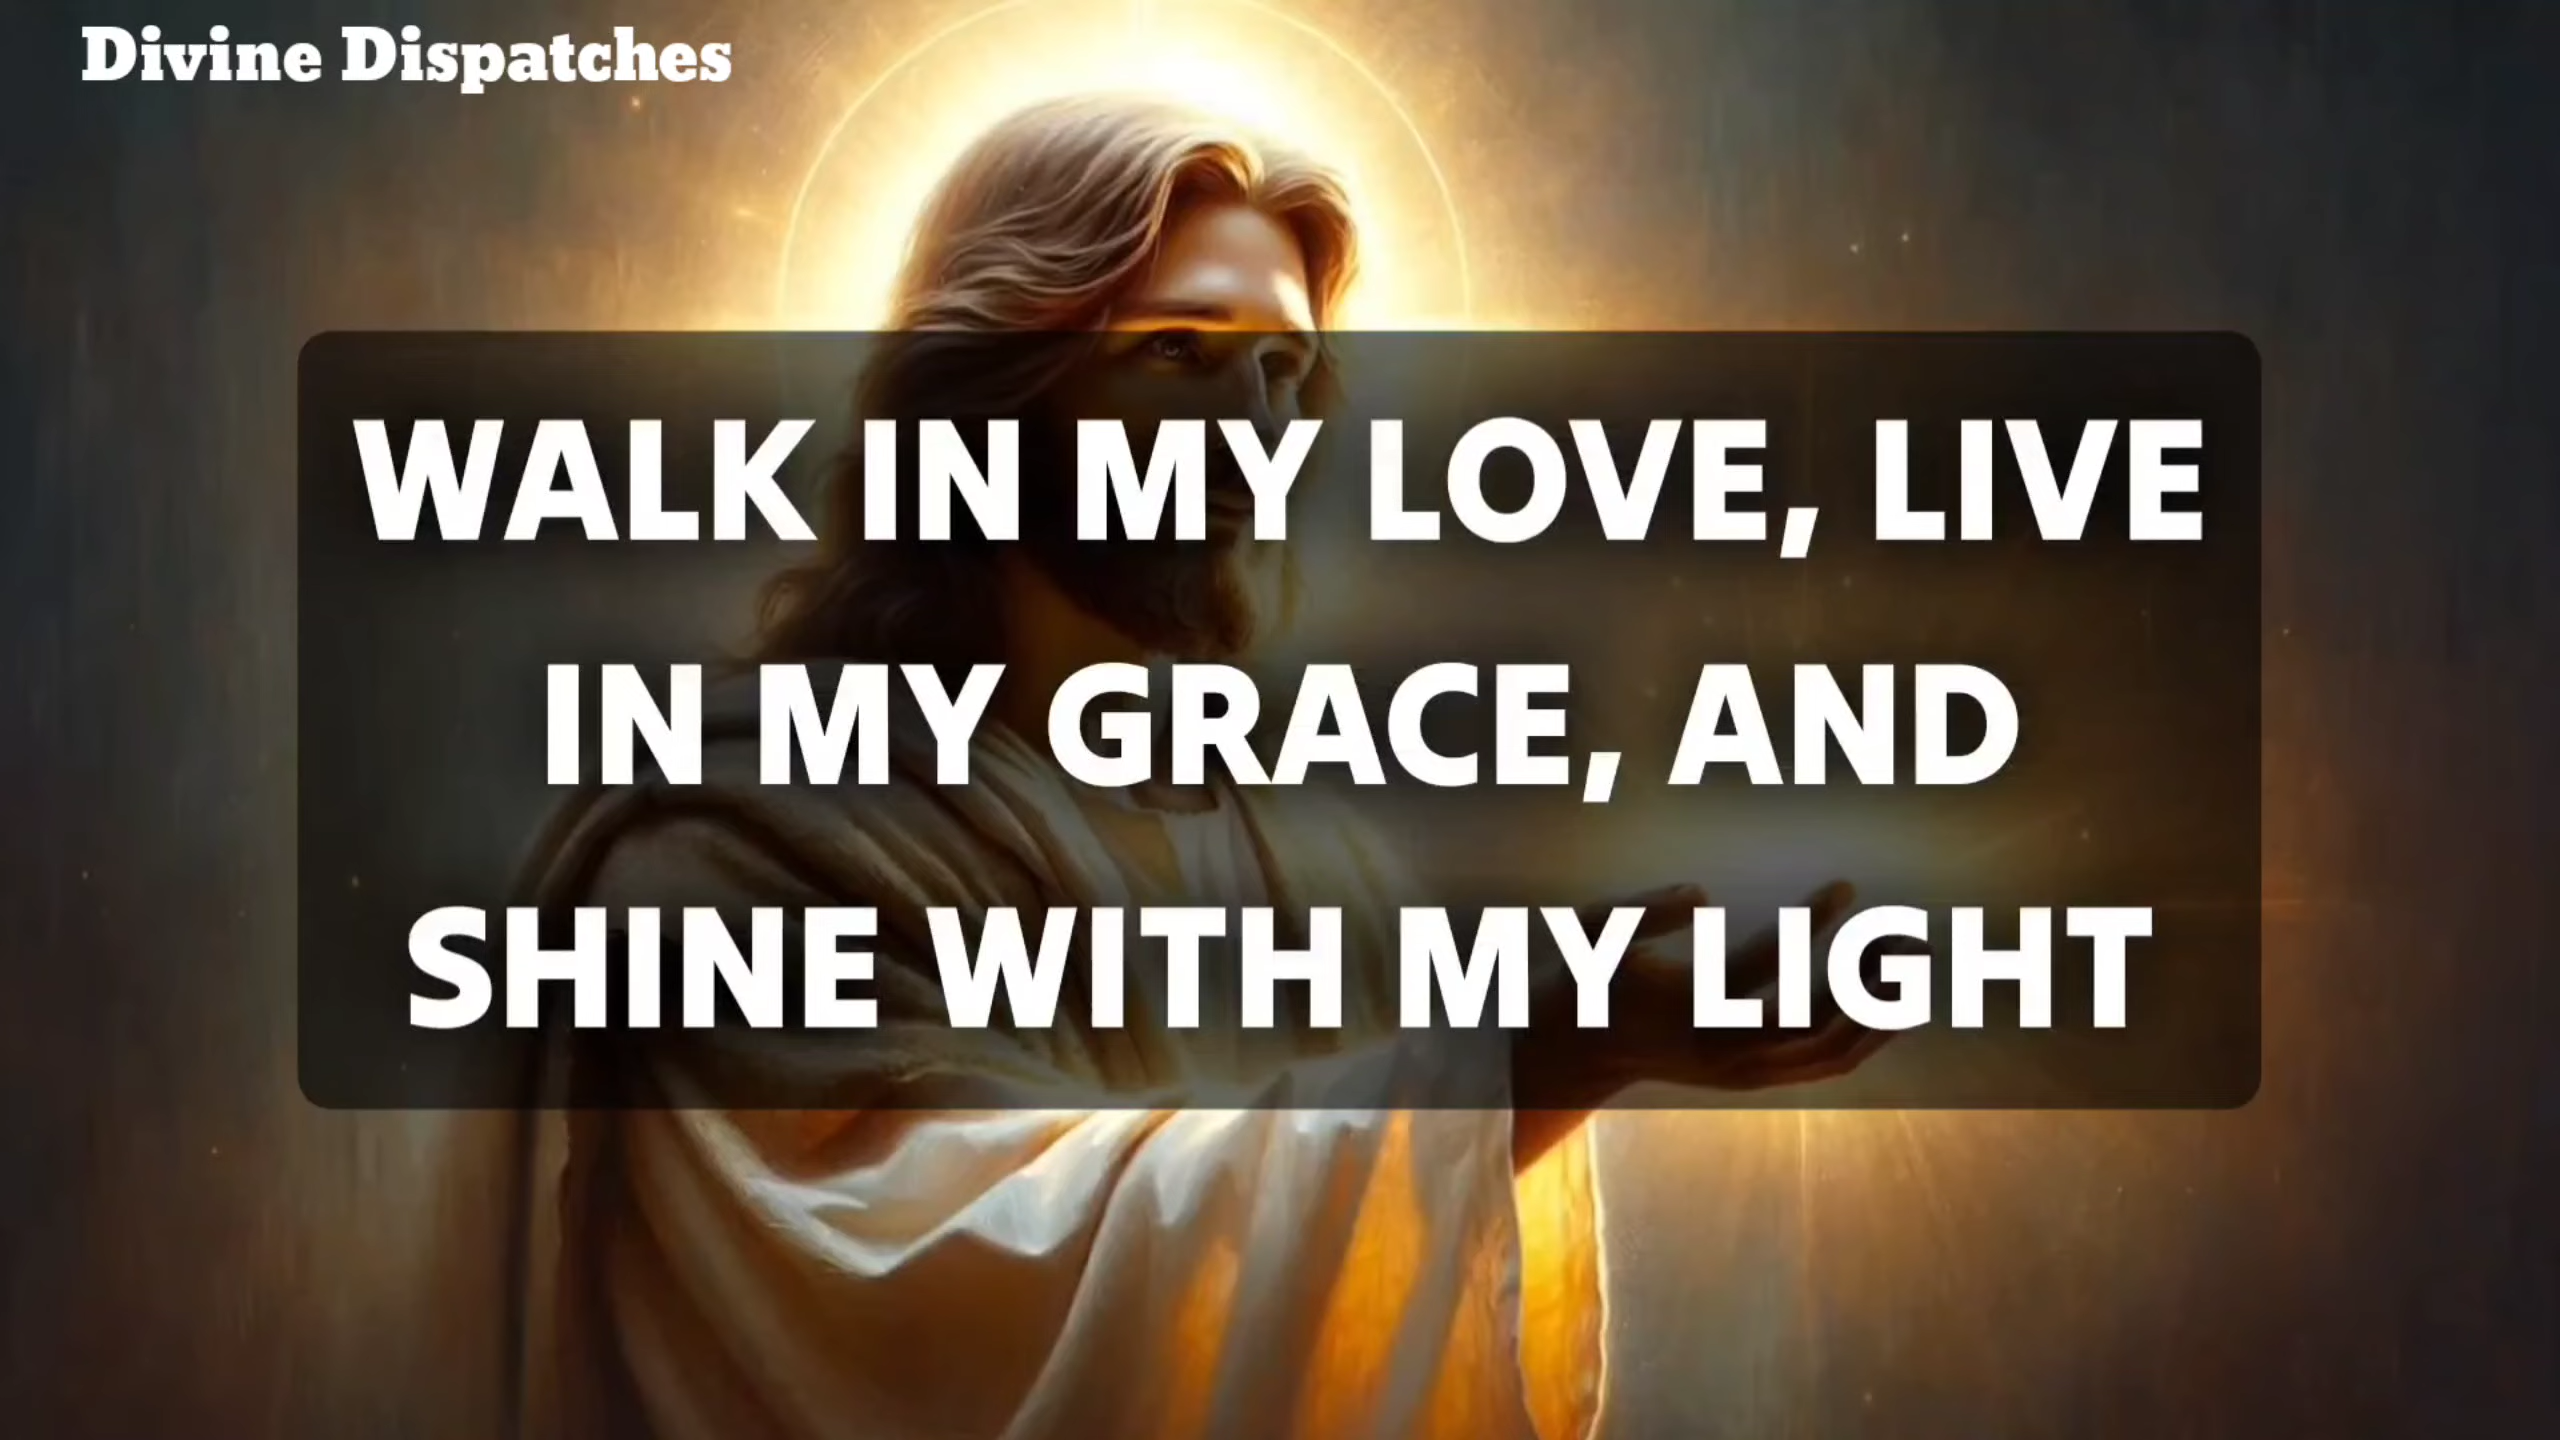 Divine Dispatches
WALK IN MY LOVE, LIVE
IN MY GRACE, AND
SHINE WITH MY LIGHT